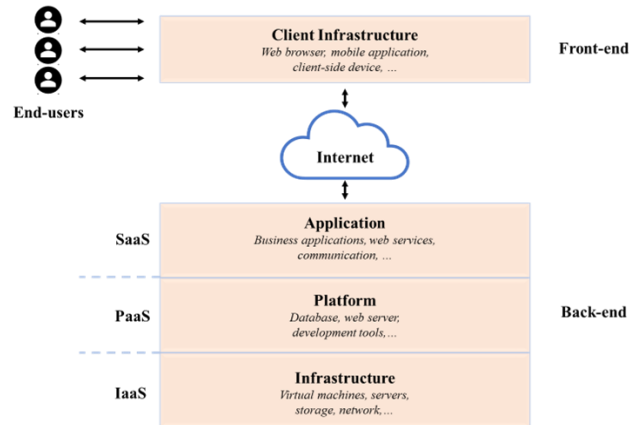 Client Infrastructure
Web browser, mobile application,
client-side device, ...
Front-end
End-users
Internet
Application
Business applications, web services,
communication, ...
SaaS
Platform
Database, web server,
development tools,...
PaaS
Back-end
Infrastructure
Virtual machines, servers,
storage, network,...
IaaS